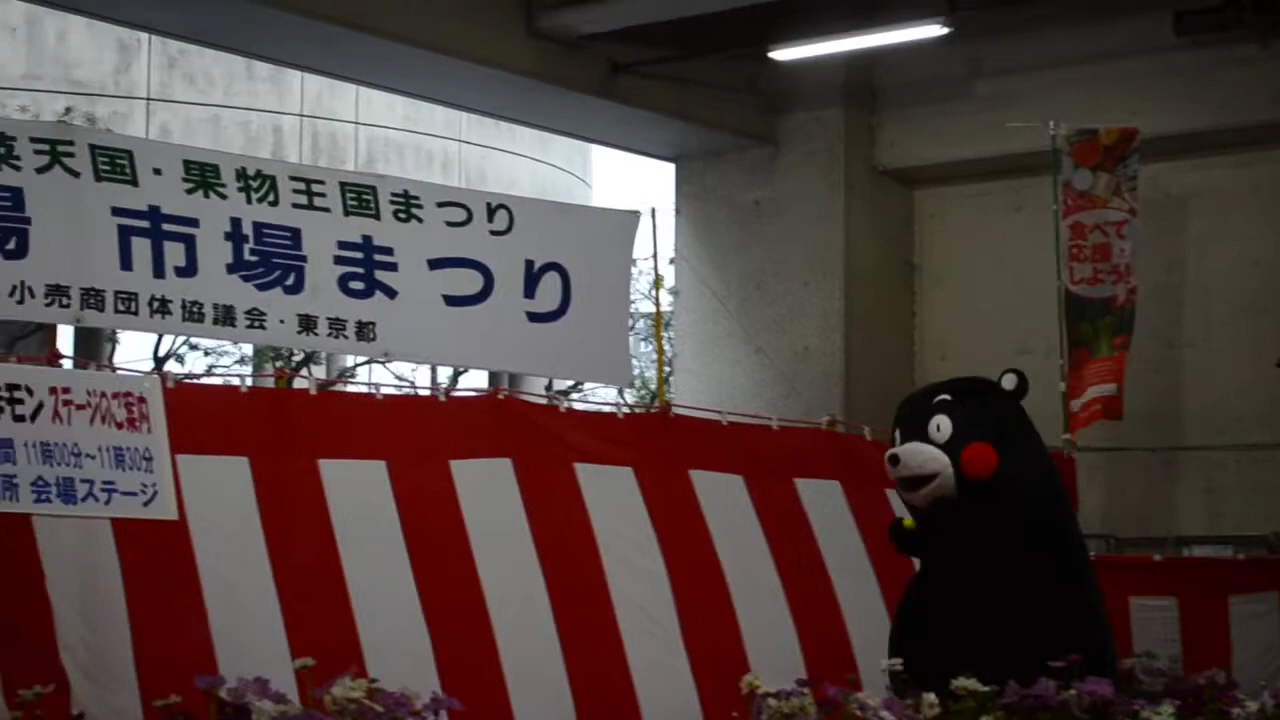 菜天国・果物王国まつり
場 市場まつり
小売商団体協議会・東京都
モン ステージのご案内
間 11時00分～11時30分
所 会場ステージ
食べて
応援
しよう!